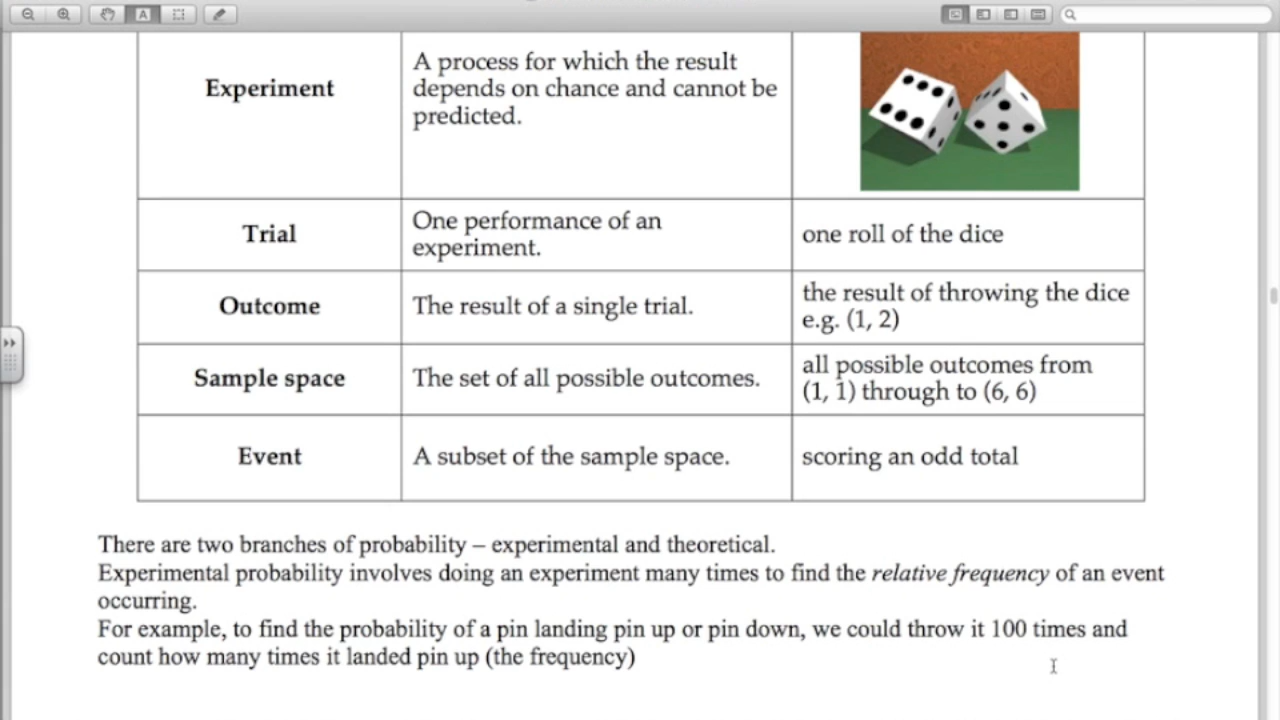 A
Experiment
A process for which the result
depends on chance and cannot be
predicted.
Trial
One performance of an
experiment.
one roll of the dice
Outcome
The result of a single trial.
the result of throwing the dice
e.g. (1, 2)
Sample space
The set of all possible outcomes.
all possible outcomes from
(1, 1) through to (6, 6)
Event
A subset of the sample space.
scoring an odd total
There are two branches of probability – experimental and theoretical.
Experimental probability involves doing an experiment many times to find the relative frequency of an event
occurring.
For example, to find the probability of a pin landing pin up or pin down, we could throw it 100 times and
count how many times it landed pin up (the frequency)